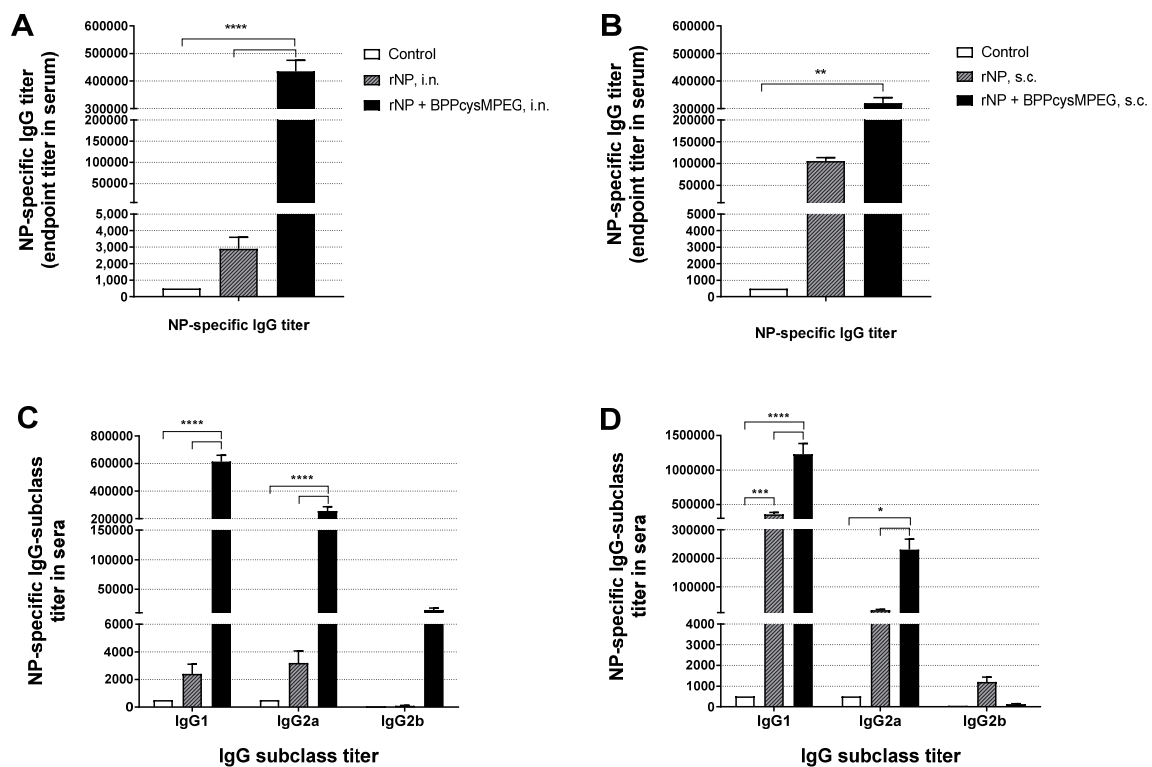 A
NP-specific IgG titer
(endpoint titer in serum)
600000
500000
400000
300000
200000
150000
100000
50000
5,000
4,000
3,000
2,000
1,000
0
****
NP-specific IgG titer
Control
rNP, i.n.
rNP + BPPcysMPEG, i.n.
B
NP-specific IgG titer
(endpoint titer in serum)
600000
500000
400000
300000
200000
150000
100000
50000
5000
4000
3000
2000
1000
0
**
NP-specific IgG titer
Control
rNP, s.c.
rNP + BPPcysMPEG, s.c.
C
NP-specific IgG-subclass
titer in sera
800000
600000
400000
200000
150000
100000
50000
6000
4000
2000
0
****
****
IgG1
IgG2a
IgG2b
IgG subclass titer
D
NP-specific IgG-subclass
titer in sera
1500000
1000000
500000
300000
200000
100000
4000
3000
2000
1000
0
****
***
*
IgG1
IgG2a
IgG2b
IgG subclass titer